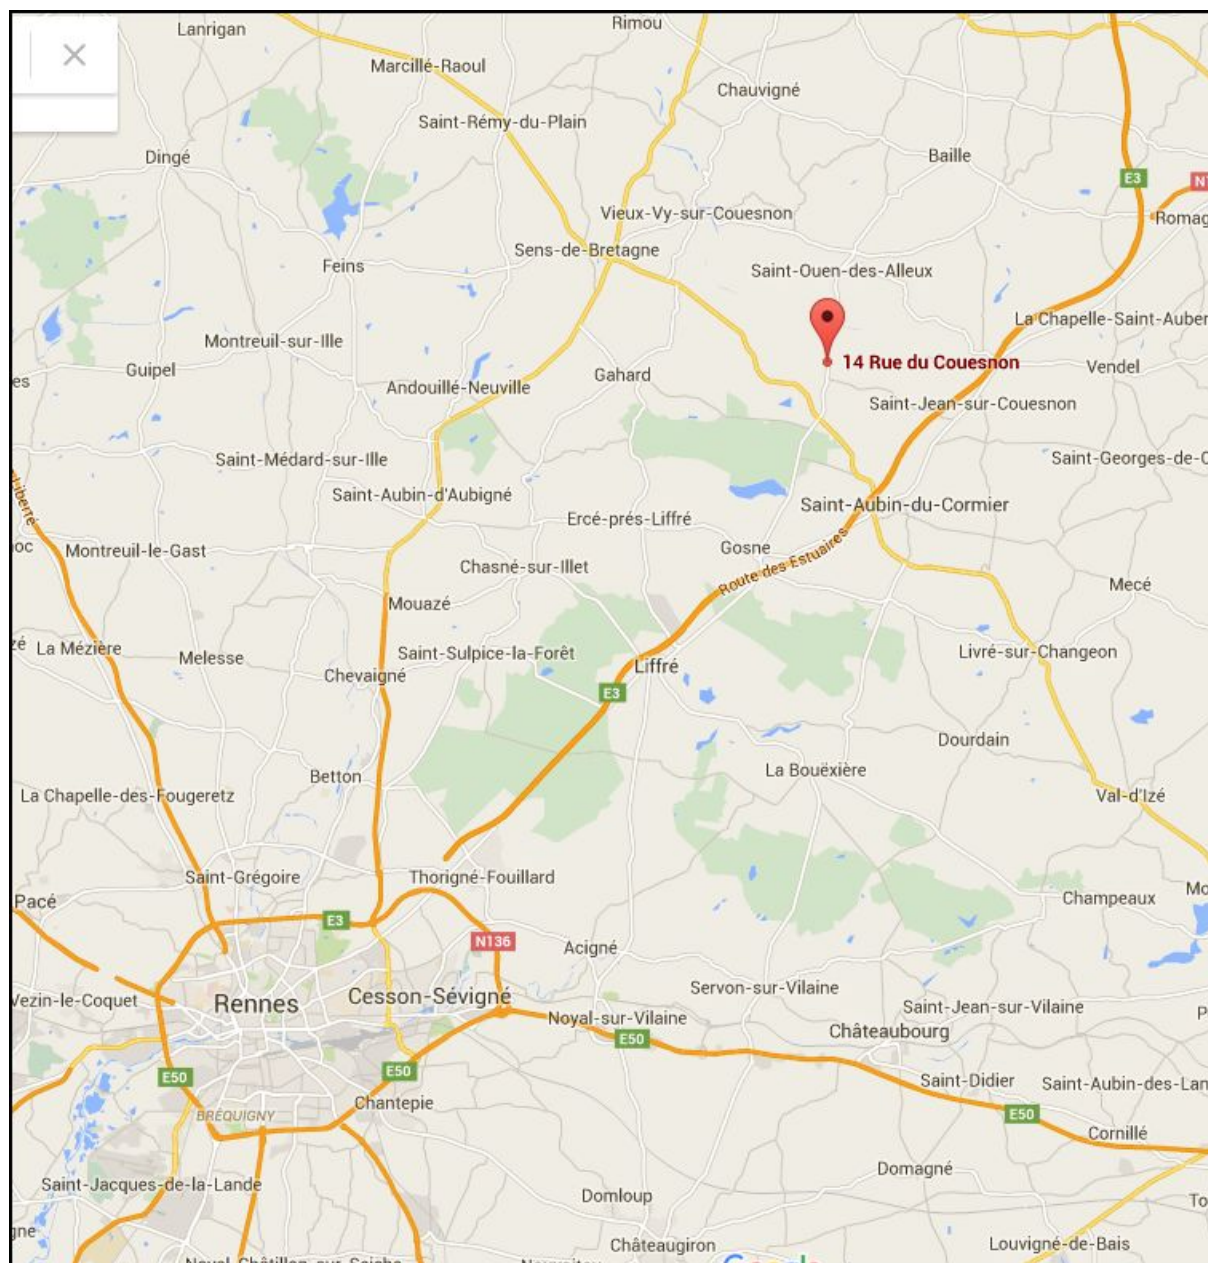 Rimou
Lanrigan
Marcillé-Raoul
Chauvigné
Saint-Rémy-du-Plain
Dingé
Baille
E3
Vieux-Vy-sur-Couesnon
Sens-de-Bretagne
Feins
Saint-Ouen-des-Alleux
La Chapelle-Saint-Auber
Montreuil-sur-Ille
14 Rue du Couesnon
Guipel
Gahard
Vendel
Andouillé-Neuville
Saint-Jean-sur-Couesnon
Saint-Médard-sur-Ille
Saint-Georges-de-C
Saint-Aubin-d'Aubigné
Liberté
Saint-Aubin-du-Cormier
Ercé-prés-Liffré
Gosne
Montreuil-le-Gast
Chasné-sur-Illet
Route des Estuaires
Mecé
Mouazé
La Mézière
Melesse
Saint-Sulpice-la-Forêt
Livré-sur-Changeon
Liffré
Chevaigné
E3
Dourdain
Betton
La Bouëxière
La Chapelle-des-Fougeretz
Val-d'Izé
Saint-Grégoire
Thorigné-Fouillard
Pacé
Champeaux
E3
N136
Acigné
Vezin-le-Coquet
Rennes
Cesson-Sévigné
Servon-sur-Vilaine
Saint-Jean-sur-Vilaine
Noyal-sur-Vilaine
Châteaubourg
E50
E50
E50
Saint-Didier
Saint-Aubin-des-Lan
BRÉQUIGNY
Chantepie
E50
Cornillé
Domagné
Saint-Jacques-de-la-Lande
Domloup
Châteaugiron
Louvigné-de-Bais